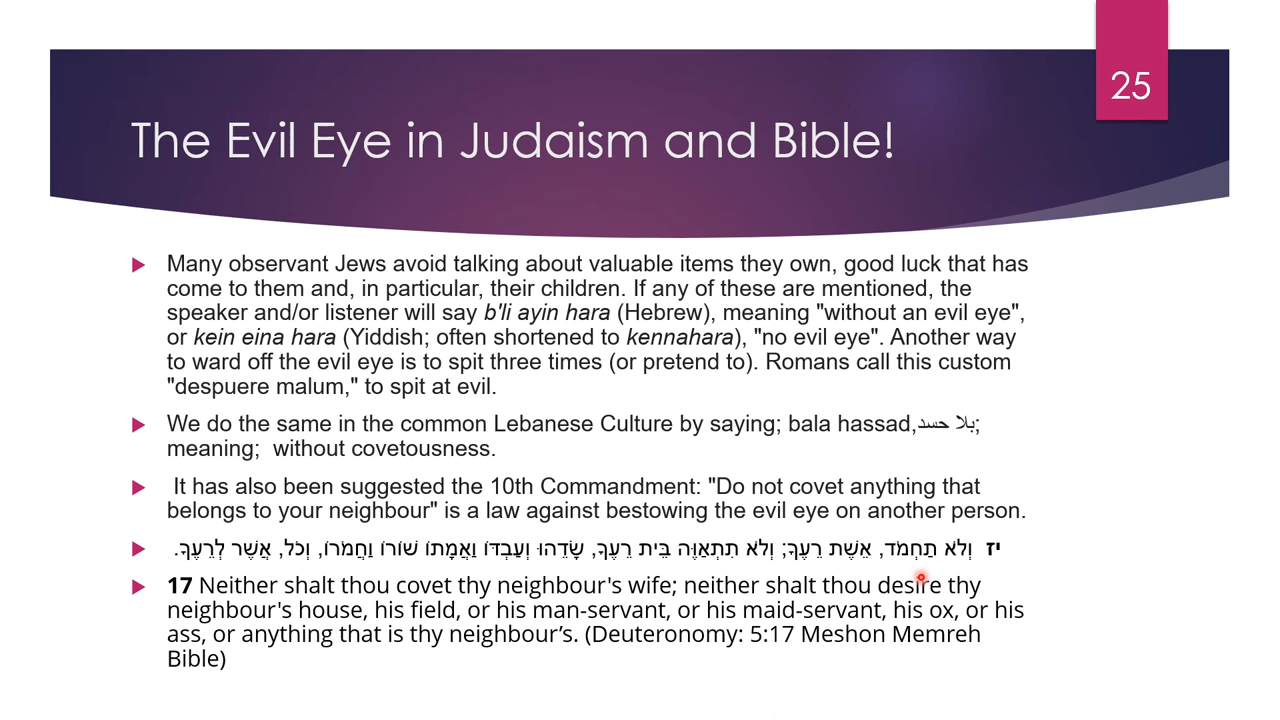 25
The Evil Eye in Judaism and Bible!
Many observant Jews avoid talking about valuable items they own, good luck that has
come to them and, in particular, their children. If any of these are mentioned, the
speaker and/or listener will say b'li ayin hara (Hebrew), meaning "without an evil eye",
or kein eina hara (Yiddish; often shortened to kennahara), "no evil eye". Another way
to ward off the evil eye is to spit three times (or pretend to). Romans call this custom
"despuere malum," to spit at evil.
We do the same in the common Lebanese Culture by saying; bala hassad,بلا حسد;
meaning; without covetousness.
It has also been suggested the 10th Commandment: "Do not covet anything that
belongs to your neighbour" is a law against bestowing the evil eye on another person.
יז וְלֹא תַחְמֹד, אֵשֶׁת רֵעֶךָ; וְלֹא תִתְאַוֶּה בֵּית רֵעֶךָ, שָׂדֵהוּ וְעַבְדּוֹ וַאֲמָתוֹ שׁוֹרוֹ וַחֲמֹרוֹ, וְכֹל, אֲשֶׁר לְרֵעֶךָ.
17 Neither shalt thou covet thy neighbour's wife; neither shalt thou desire thy
neighbour's house, his field, or his man-servant, or his maid-servant, his ox, or his
ass, or anything that is thy neighbour’s. (Deuteronomy: 5:17 Meshon Memreh
Bible)